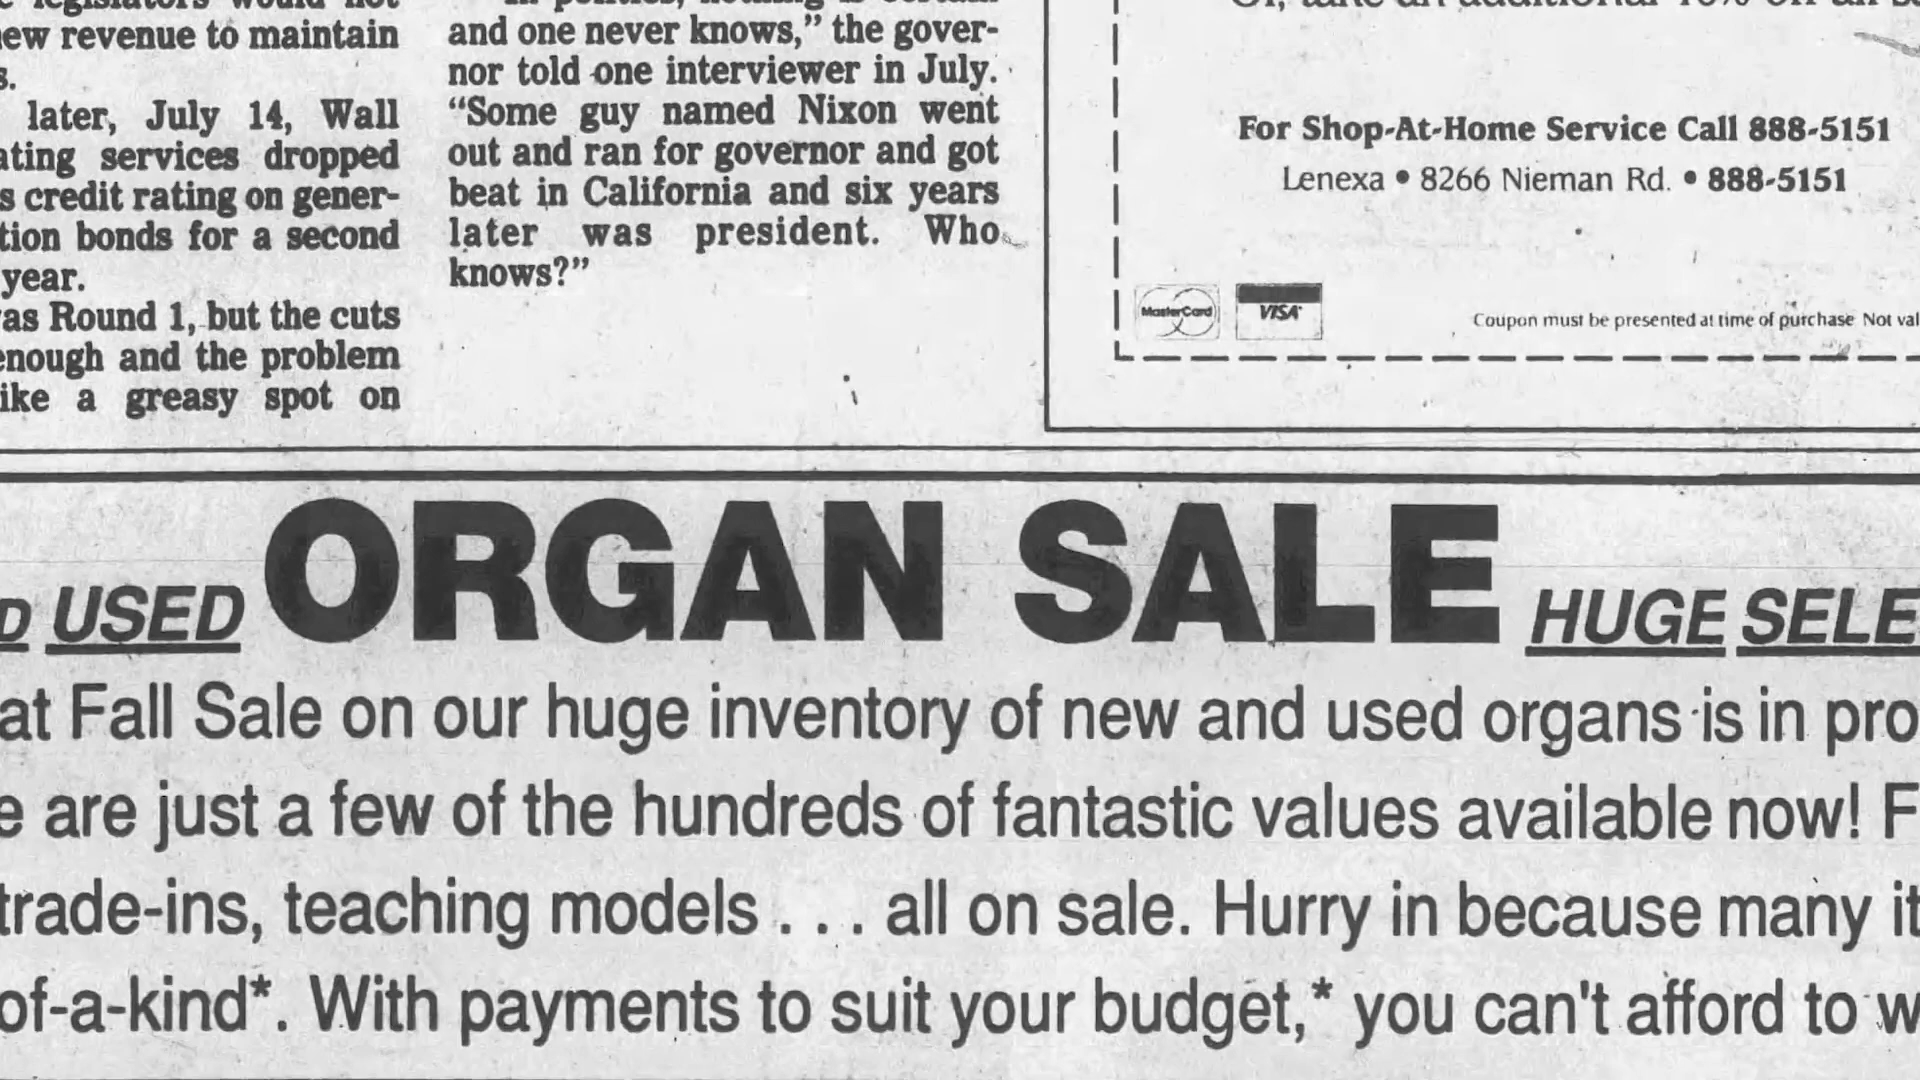 legislators would not
ew revenue to maintain
s.
later, July 14, Wall
ating services dropped
s credit rating on gener-
tion bonds for a second
year.
as Round 1, but the cuts
enough and the problem
ike a greasy spot on
and one never knows,” the gover-
nor told one interviewer in July.
“Some guy named Nixon went
out and ran for governor and got
beat in California and six years
later was president. Who
knows?”
For Shop-At-Home Service Call 888-5151
Lenexa • 8266 Nieman Rd. • 888-5151
MasterCard
VISA
Coupon must be presented at time of purchase Not val
D USED ORGAN SALE HUGE SELE
at Fall Sale on our huge inventory of new and used organs is in pro
e are just a few of the hundreds of fantastic values available now! F
trade-ins, teaching models . . . all on sale. Hurry in because many it
of-a-kind*. With payments to suit your budget,* you can't afford to w